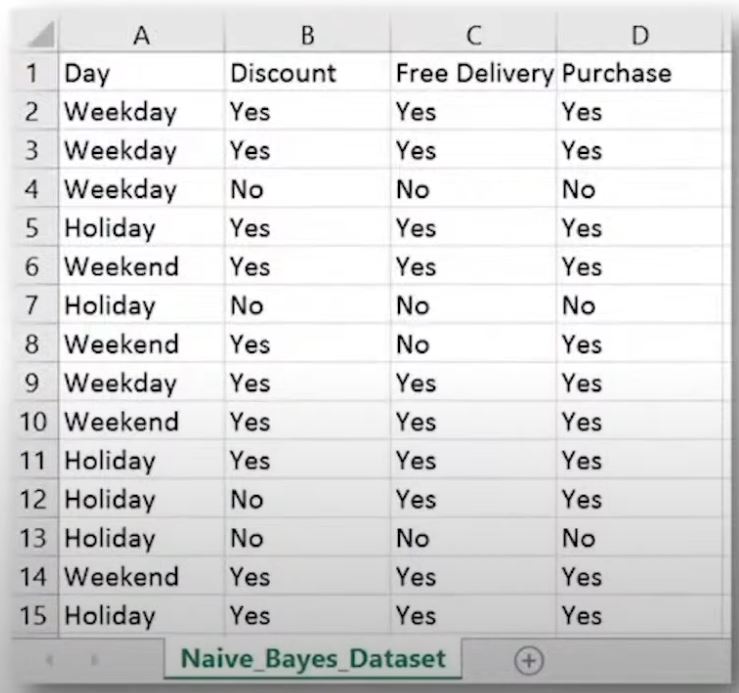 A B C D
1 Day Discount Free Delivery Purchase
2 Weekday Yes Yes Yes
3 Weekday Yes Yes Yes
4 Weekday No No No
5 Holiday Yes Yes Yes
6 Weekend Yes Yes Yes
7 Holiday No No No
8 Weekend Yes No Yes
9 Weekday Yes Yes Yes
10 Weekend Yes Yes Yes
11 Holiday Yes Yes Yes
12 Holiday No Yes Yes
13 Holiday No No No
14 Weekend Yes Yes Yes
15 Holiday Yes Yes Yes
Naive_Bayes_Dataset